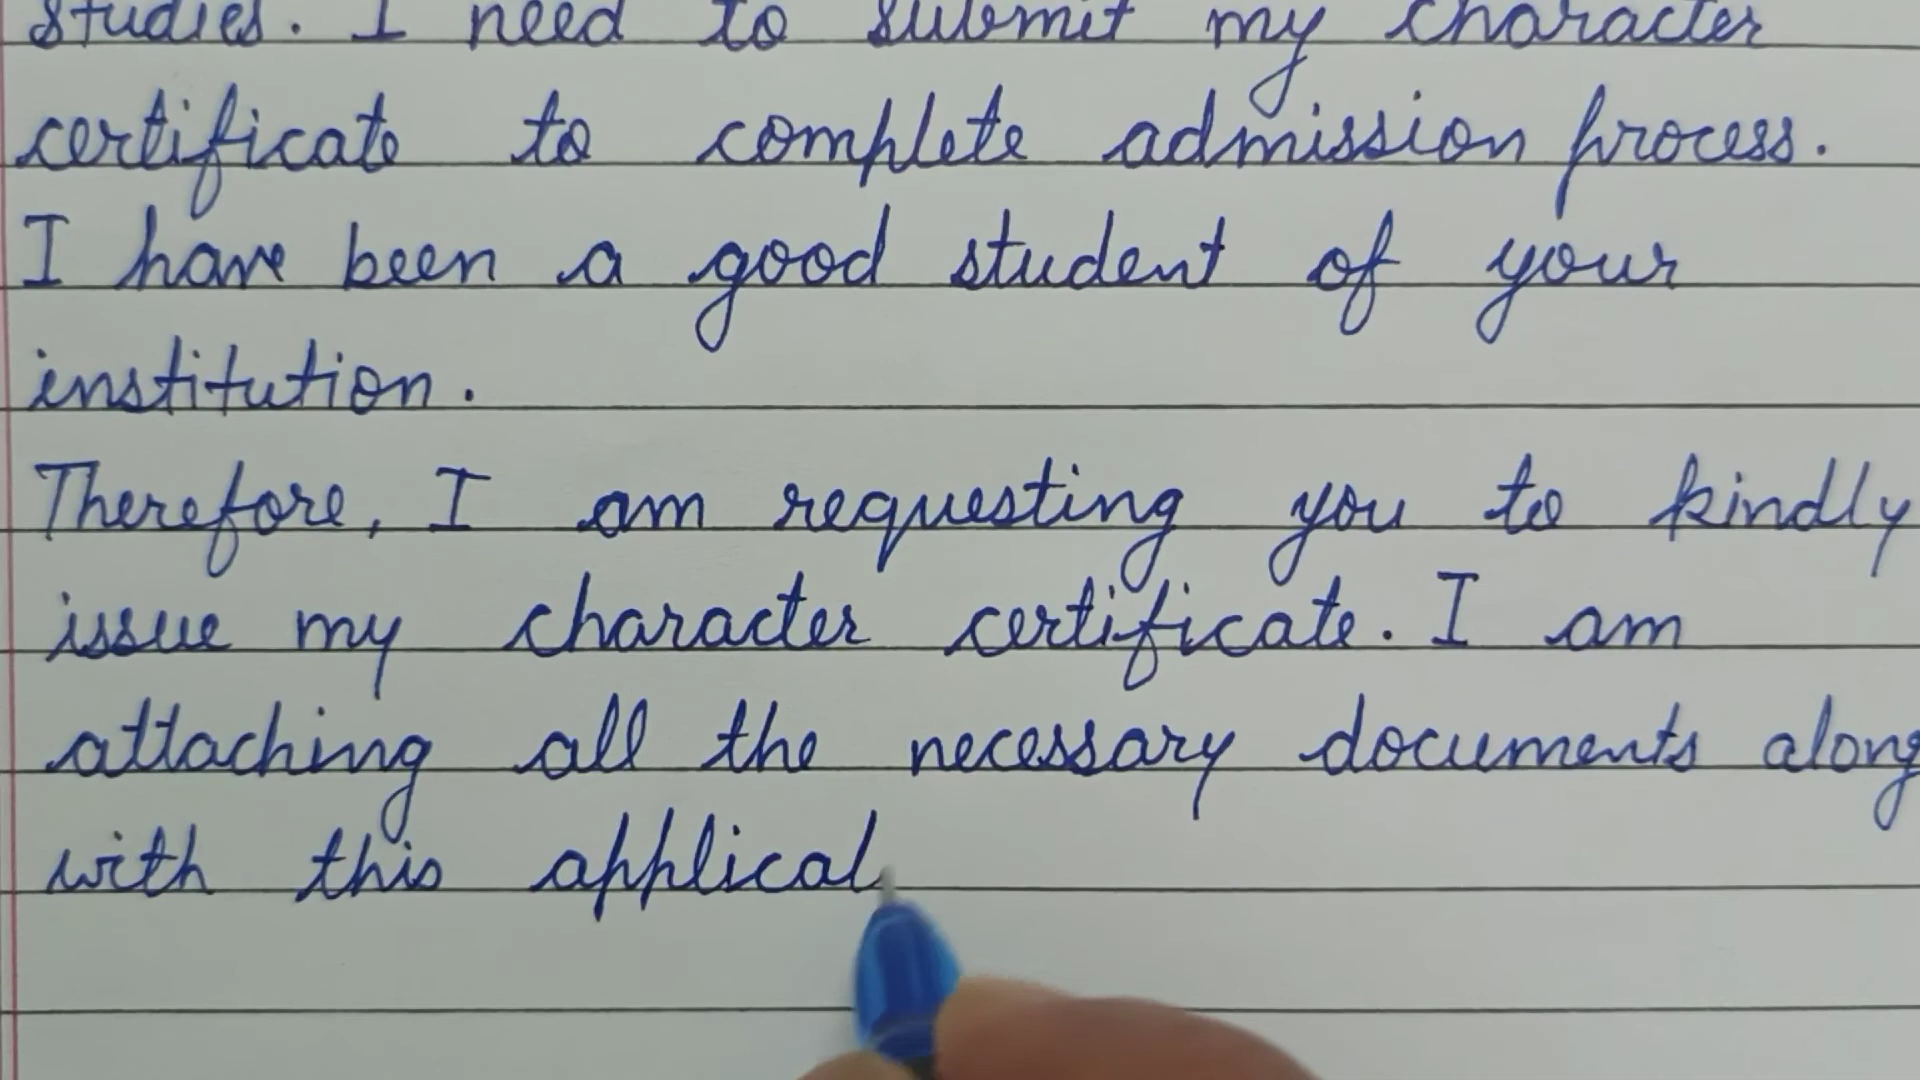 studies. I need to submit my character
certificate to complete admission process.
I have been a good student of your
institution.
Therefore, I am requesting you to kindly
issue my character certificate. I am
attaching all the necessary documents along
with this applicat